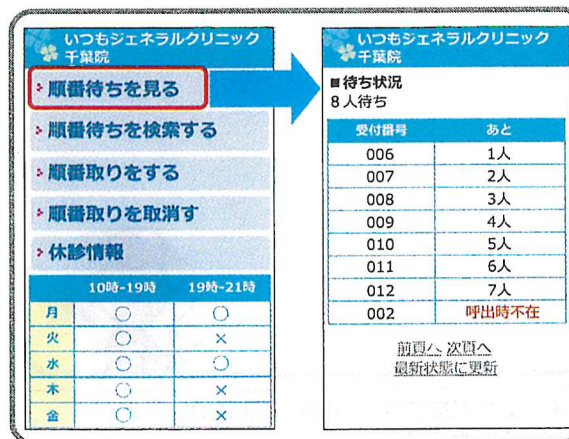 いつもジェネラルクリニック
千葉院
順番待ちを見る
順番待ちを検索する
順番取りをする
順番取りを取消す
休診情報
10時-19時 19時-21時
月 ○ ○
火 ○ ×
水 ○ ○
木 ○ ×
金 ○ ×
いつもジェネラルクリニック
千葉院
■待ち状況
8人待ち
受付番号 あと
006 1人
007 2人
008 3人
009 4人
010 5人
011 6人
012 7人
002 呼出時不在
前頁へ 次頁へ
最新状態に更新